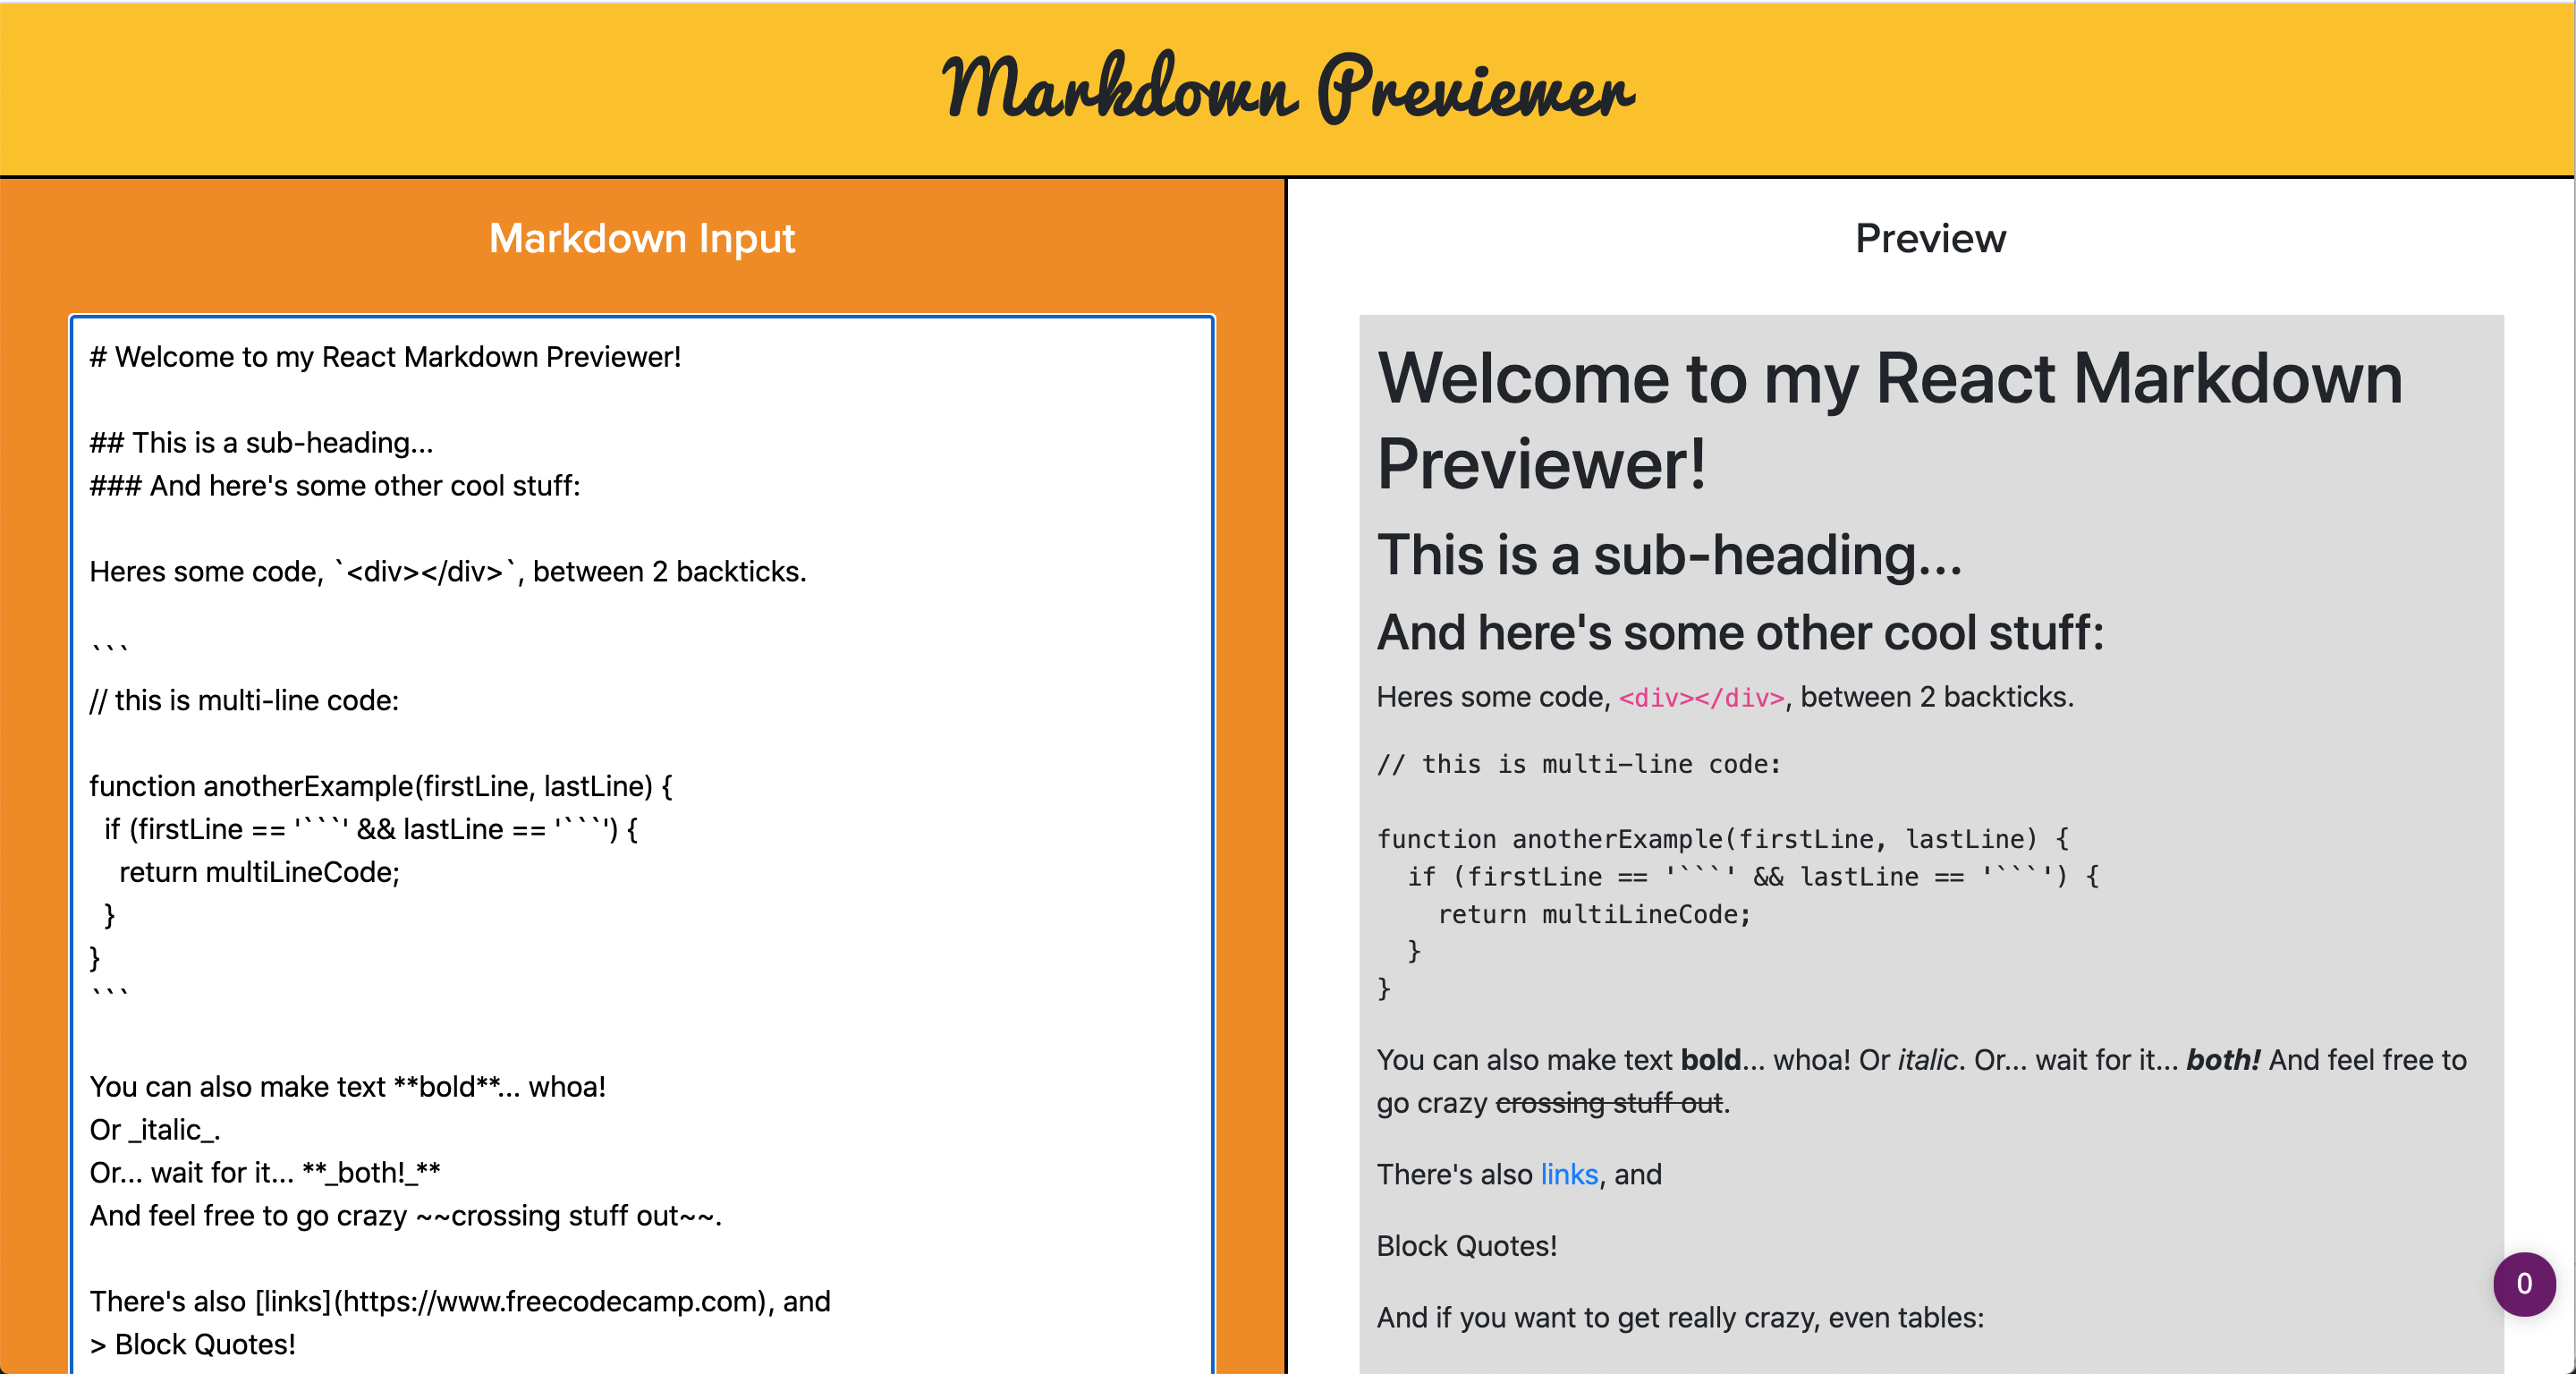 Markdown Previewer
Markdown Input
# Welcome to my React Markdown Previewer!
## This is a sub-heading...
### And here's some other cool stuff:
Heres some code, `<div></div>`, between 2 backticks.
```
// this is multi-line code:
function anotherExample(firstLine, lastLine) {
  if (firstLine == '```' && lastLine == '```') {
    return multiLineCode;
  }
}
```
You can also make text **bold**... whoa!
Or _italic_.
Or... wait for it... **_both!_**
And feel free to go crazy ~~crossing stuff out~~.
There's also [links](https://www.freecodecamp.com), and
> Block Quotes!
Preview
Welcome to my React Markdown
Previewer!
This is a sub-heading...
And here's some other cool stuff:
Heres some code, <div></div>, between 2 backticks.
// this is multi-line code:
function anotherExample(firstLine, lastLine) {
  if (firstLine == '```' && lastLine == '```') {
    return multiLineCode;
  }
}
You can also make text bold... whoa! Or italic. Or... wait for it... both! And feel free to
go crazy crossing stuff out.
There's also links, and
Block Quotes!
And if you want to get really crazy, even tables:
0